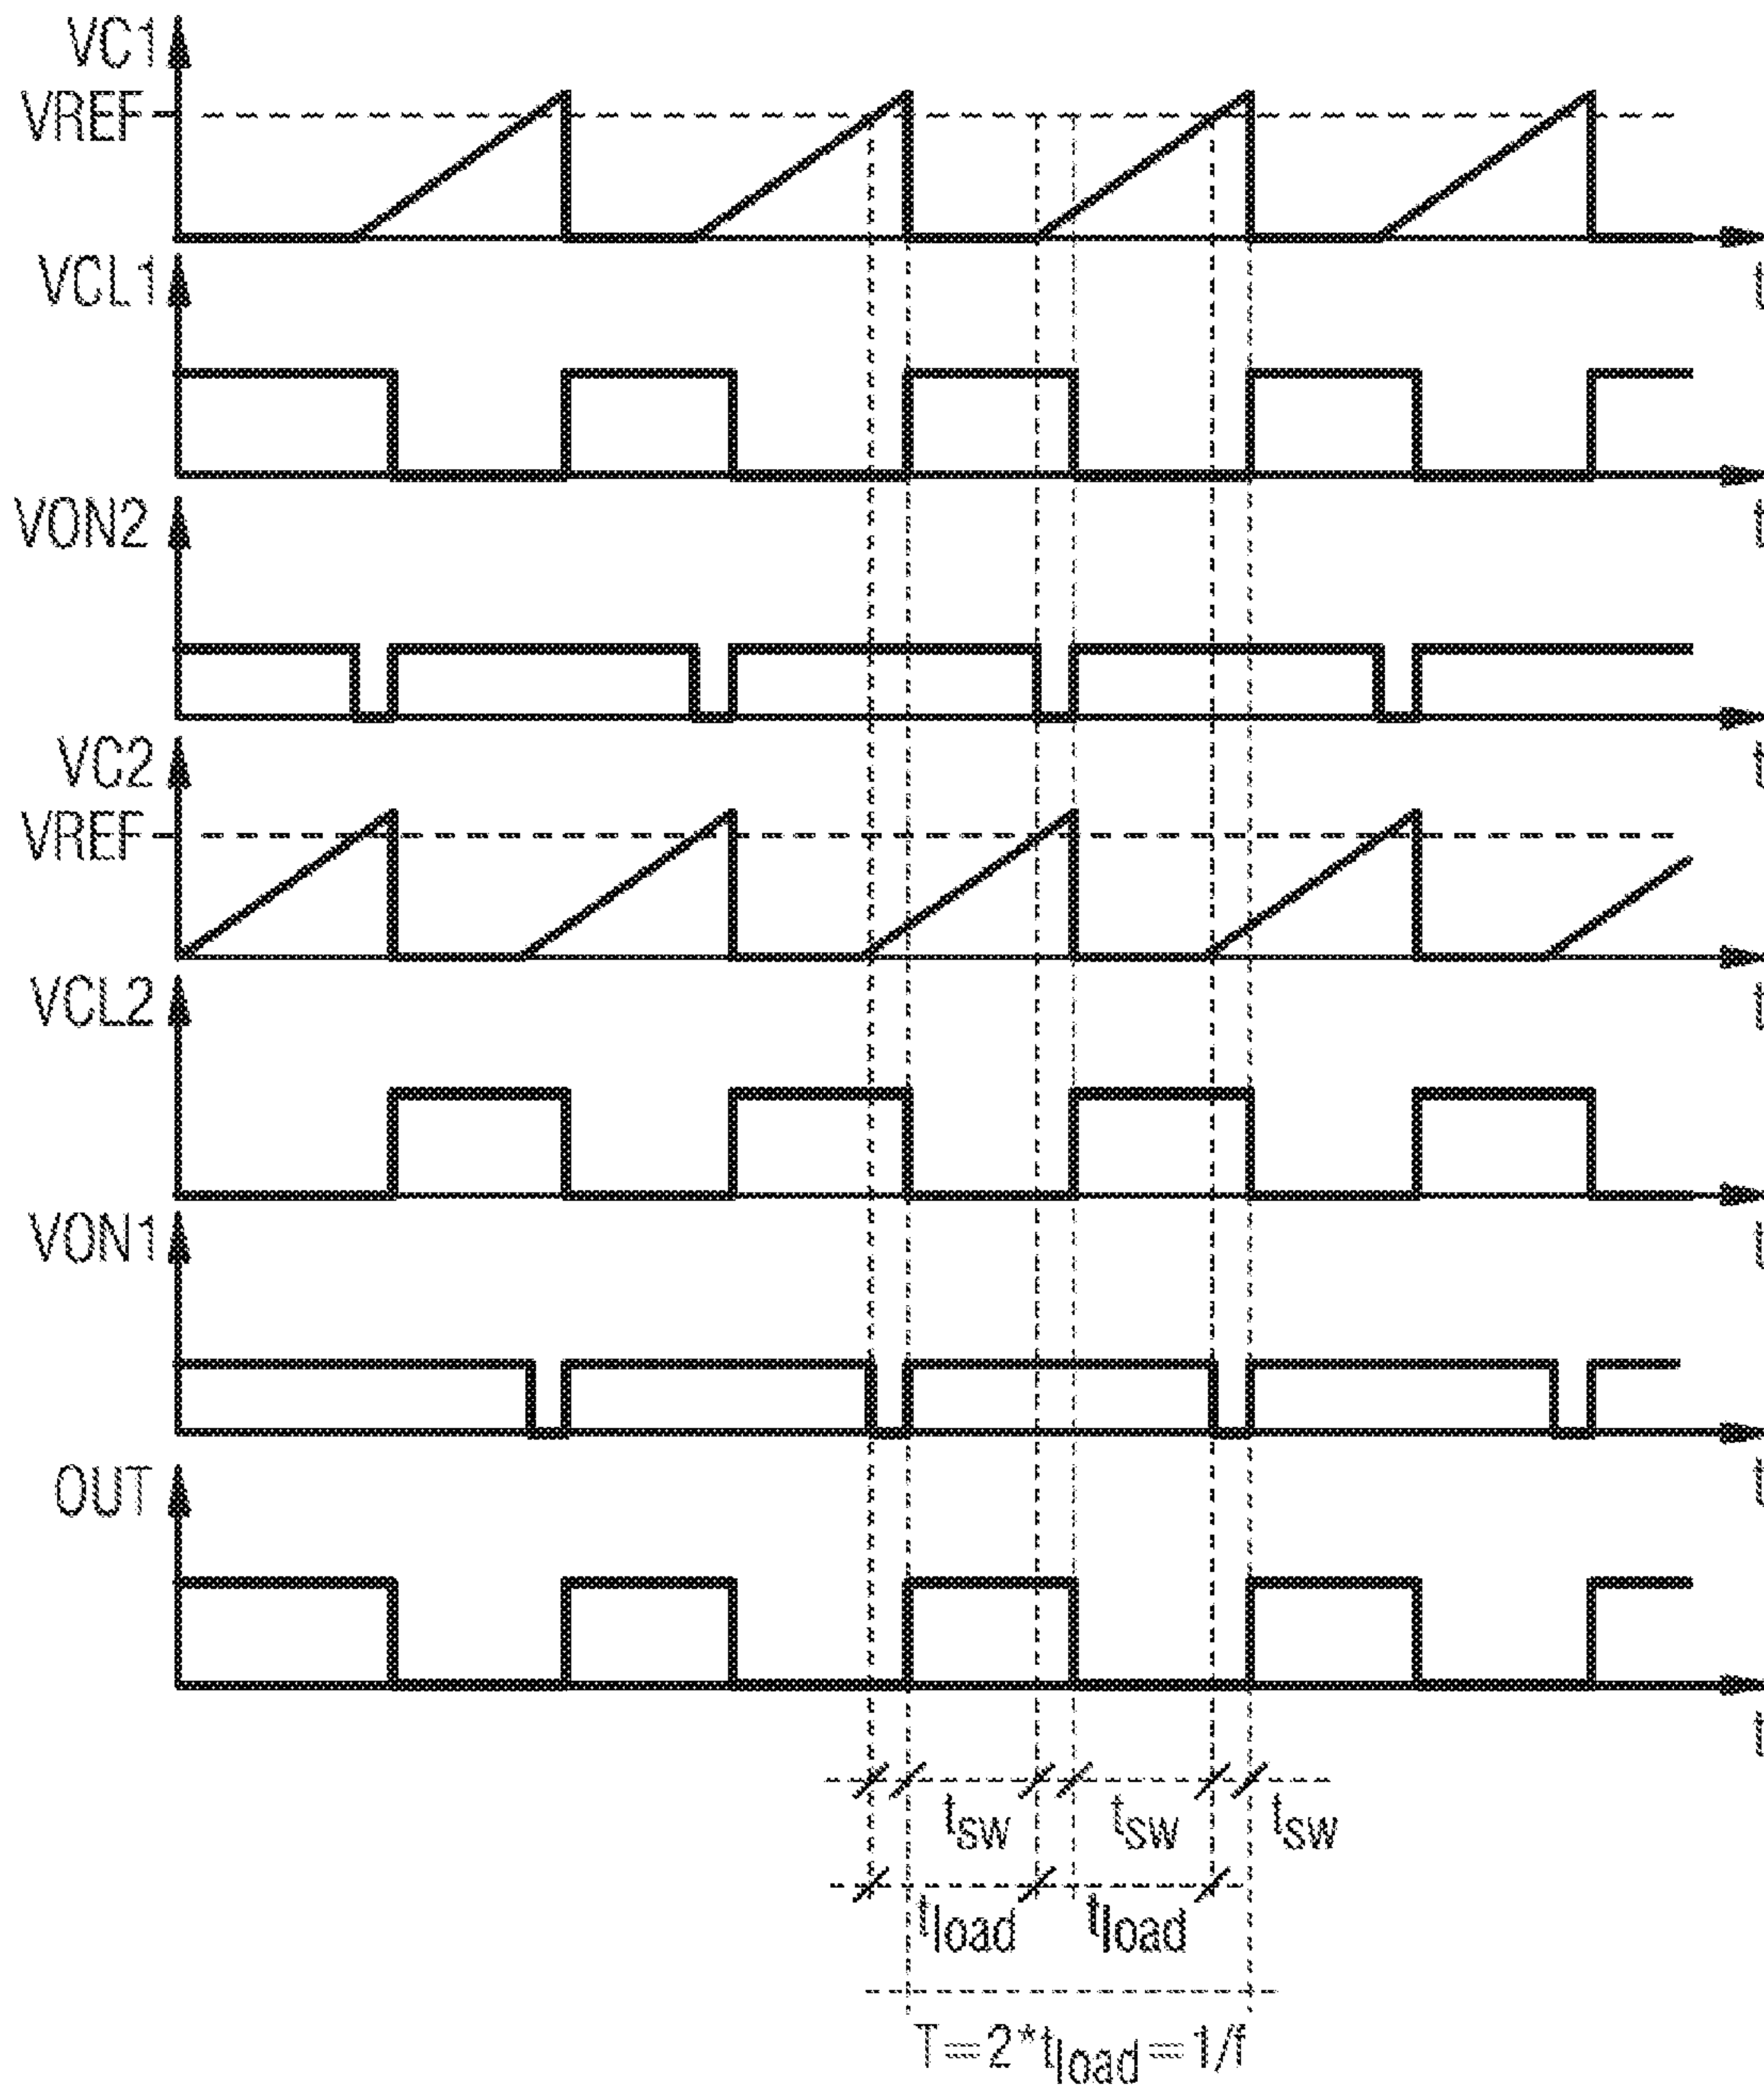 VC1
VREF
t
VCL1
t
VON2
t
VC2
VREF
t
VCL2
t
VON1
t
OUT
t
tsw tsw tsw
tload tload
T=2*tload=1/f